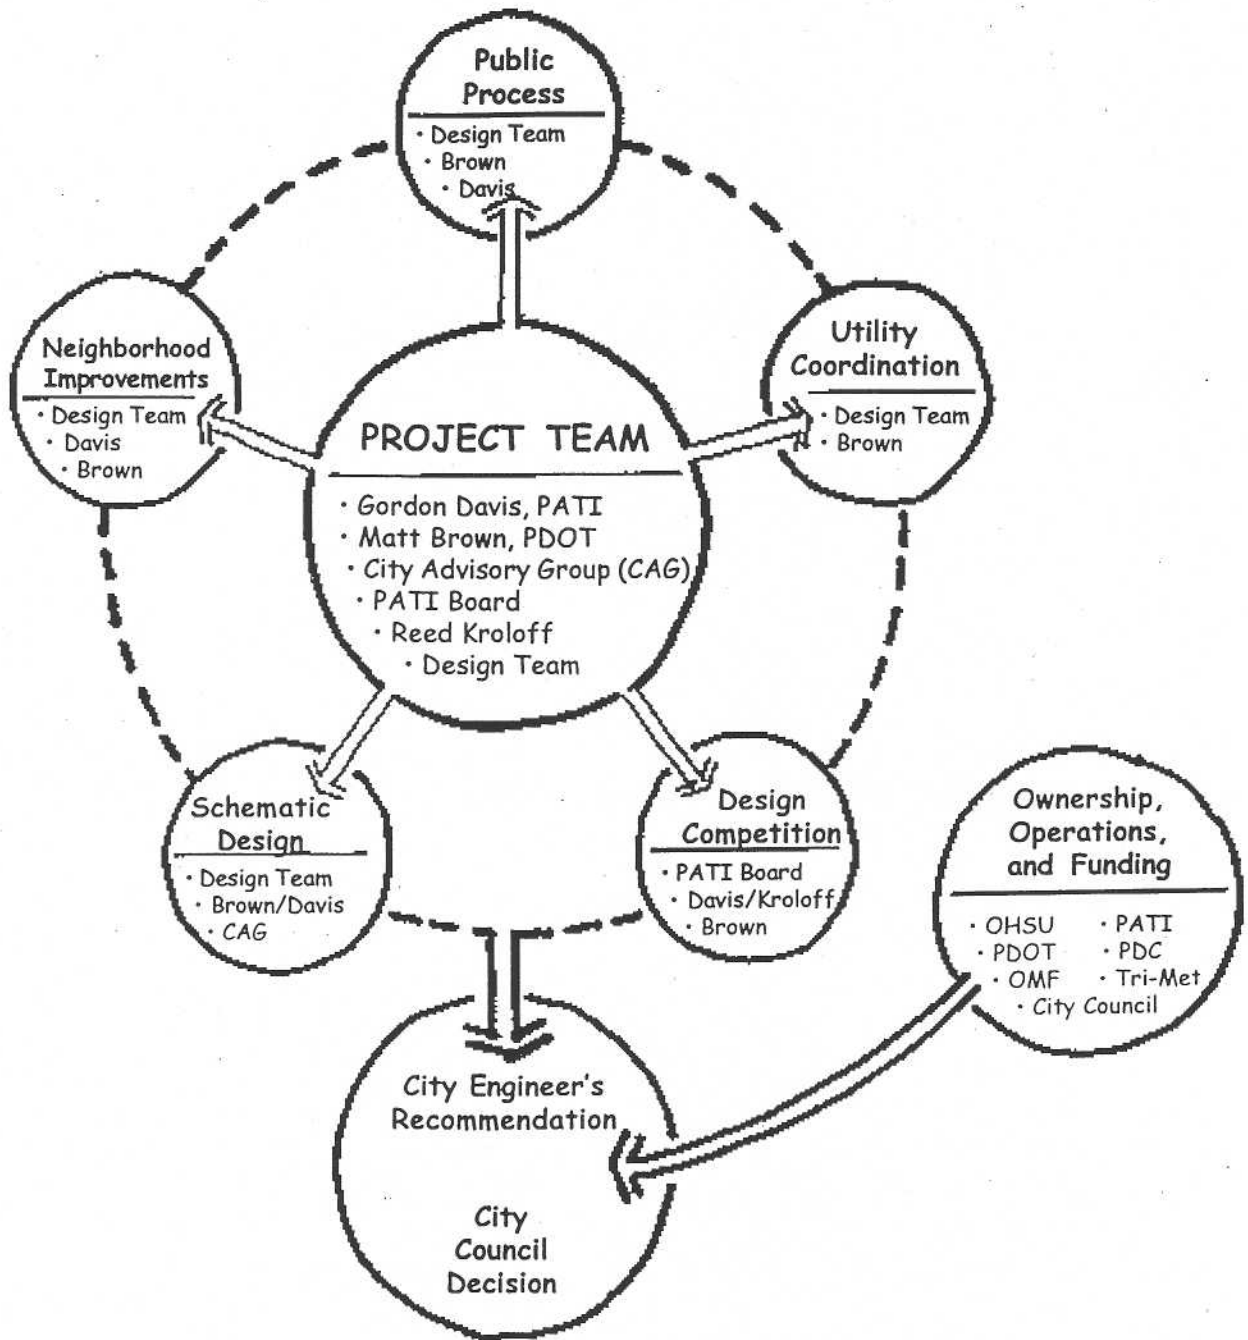 Public
Process
· Design Team
· Brown
· Davis
Neighborhood
Improvements
· Design Team
· Davis
· Brown
Utility
Coordination
· Design Team
· Brown
PROJECT TEAM
· Gordon Davis, PATI
· Matt Brown, PDOT
· City Advisory Group (CAG)
· PATI Board
· Reed Kroloff
· Design Team
Schematic
Design
· Design Team
· Brown/Davis
· CAG
Design
Competition
· PATI Board
· Davis/Kroloff
· Brown
Ownership,
Operations,
and Funding
· OHSU · PATI
· PDOT · PDC
· OMF · Tri-Met
· City Council
City Engineer's
Recommendation
City
Council
Decision